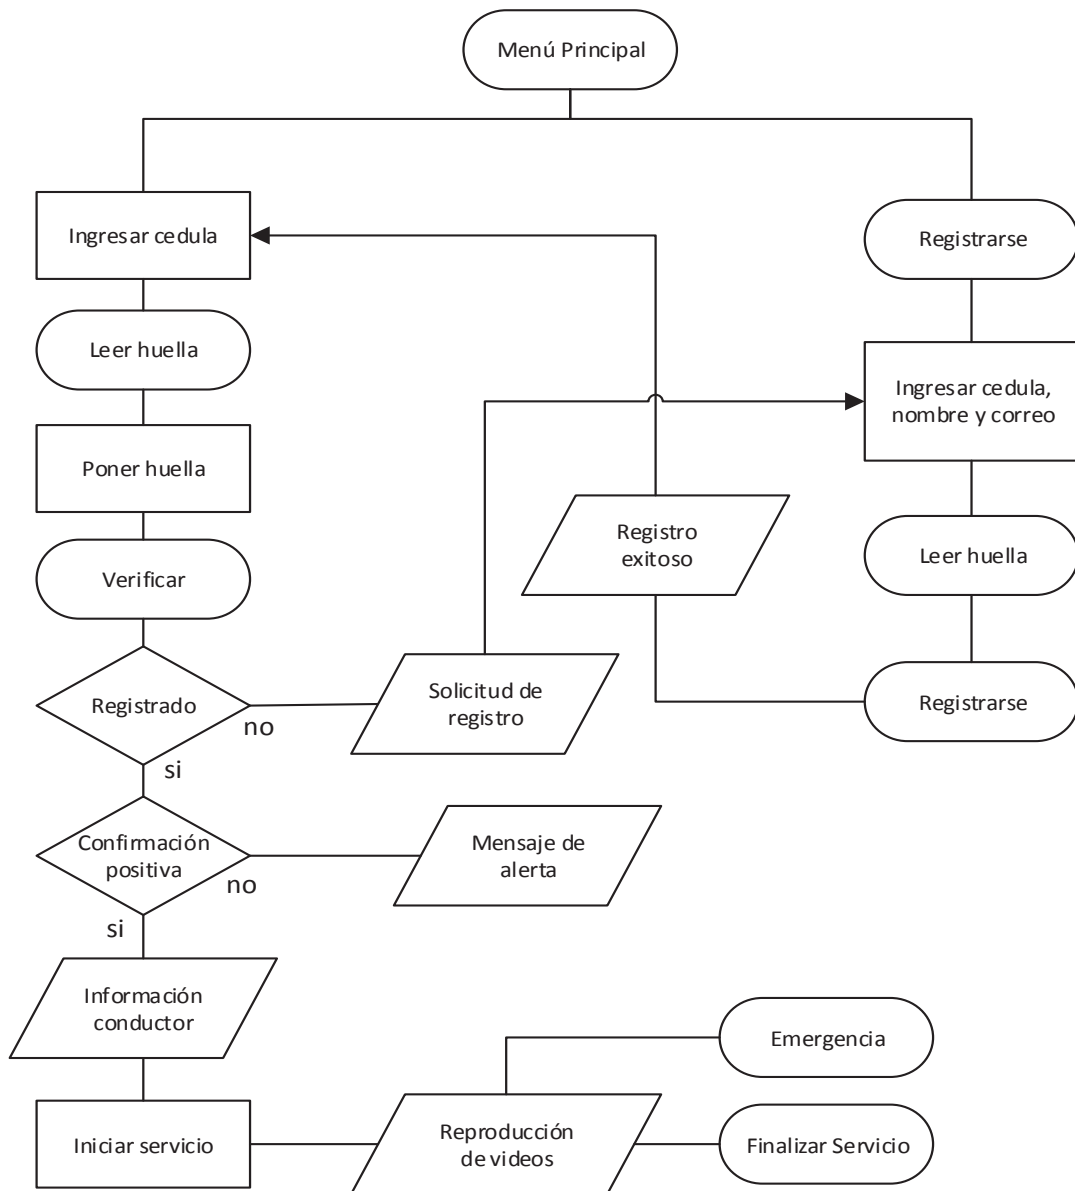 Menú Principal
Ingresar cedula
Registrarse
Leer huella
Ingresar cedula,
nombre y correo
Poner huella
Registro
exitoso
Leer huella
Verificar
Registrado
no
si
Solicitud de
registro
Registrarse
Confirmación
positiva
no
si
Mensaje de
alerta
Información
conductor
Emergencia
Iniciar servicio
Reproducción
de videos
Finalizar Servicio